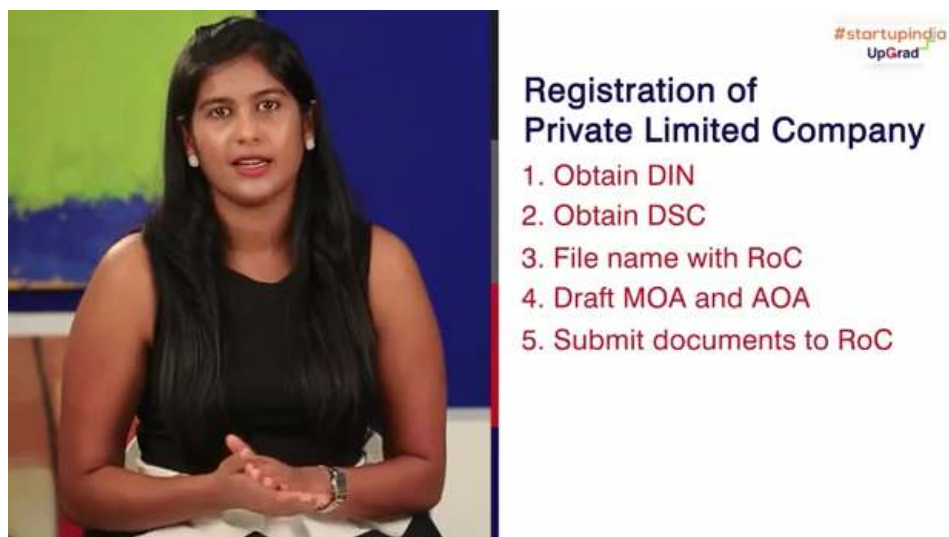 #startupindia
UpGrad
Registration of
Private Limited Company
1. Obtain DIN
2. Obtain DSC
3. File name with RoC
4. Draft MOA and AOA
5. Submit documents to RoC